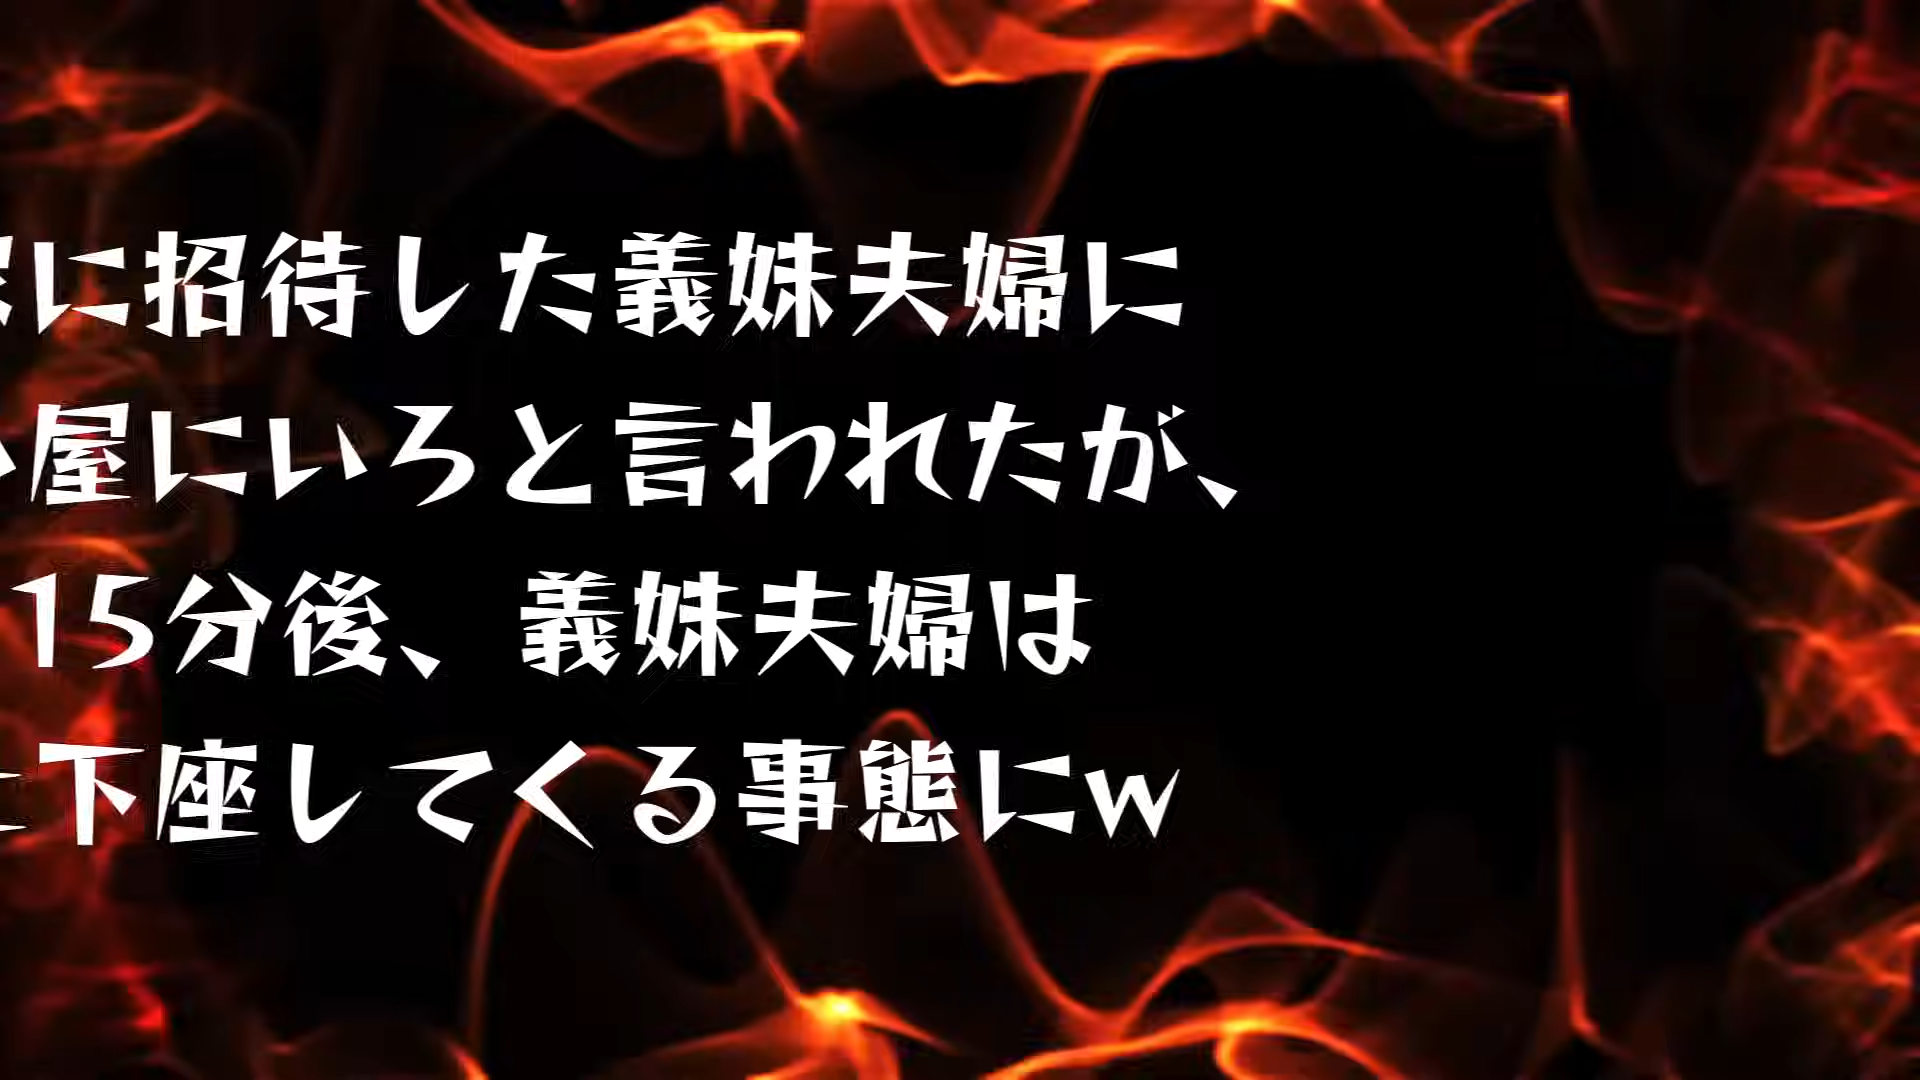 に招待した義妹夫婦に
屋にいろと言われたが、
15分後、義妹夫婦は
下座してくる事態にw